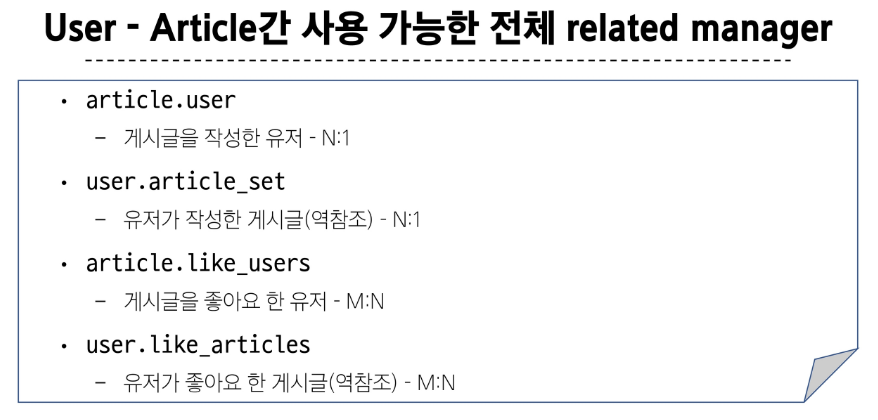 User - Article간 사용 가능한 전체 related manager
• article.user
– 게시글을 작성한 유저 - N:1
• user.article_set
– 유저가 작성한 게시글(역참조) - N:1
• article.like_users
– 게시글을 좋아요 한 유저 - M:N
• user.like_articles
– 유저가 좋아요 한 게시글(역참조) - M:N